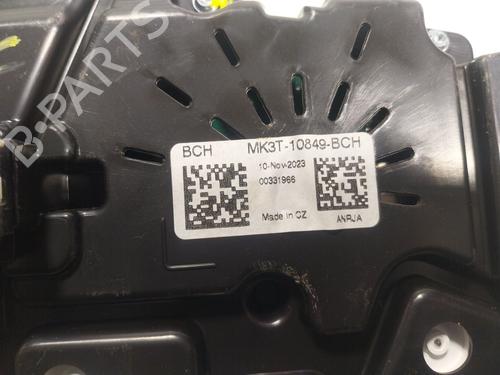 B-PARTS
BCH MK3T-10849-BCH
10-Nov-2023
00331966
Made in CZ
ANRJA